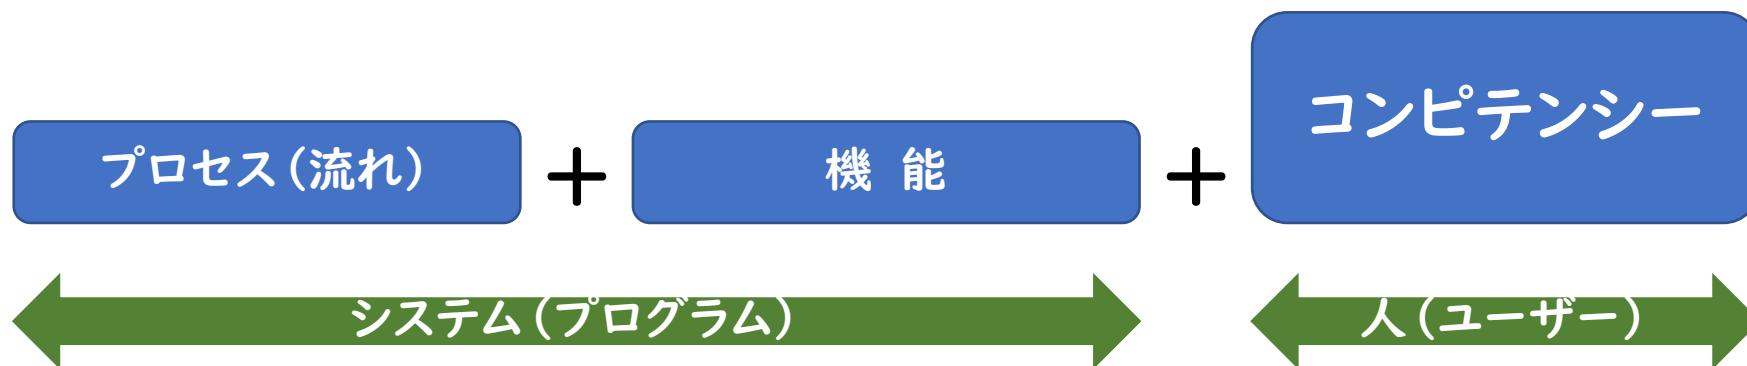 コンピテンシー
プロセス（流れ）
+
機　能
+
システム（プログラム）
人（ユーザー）